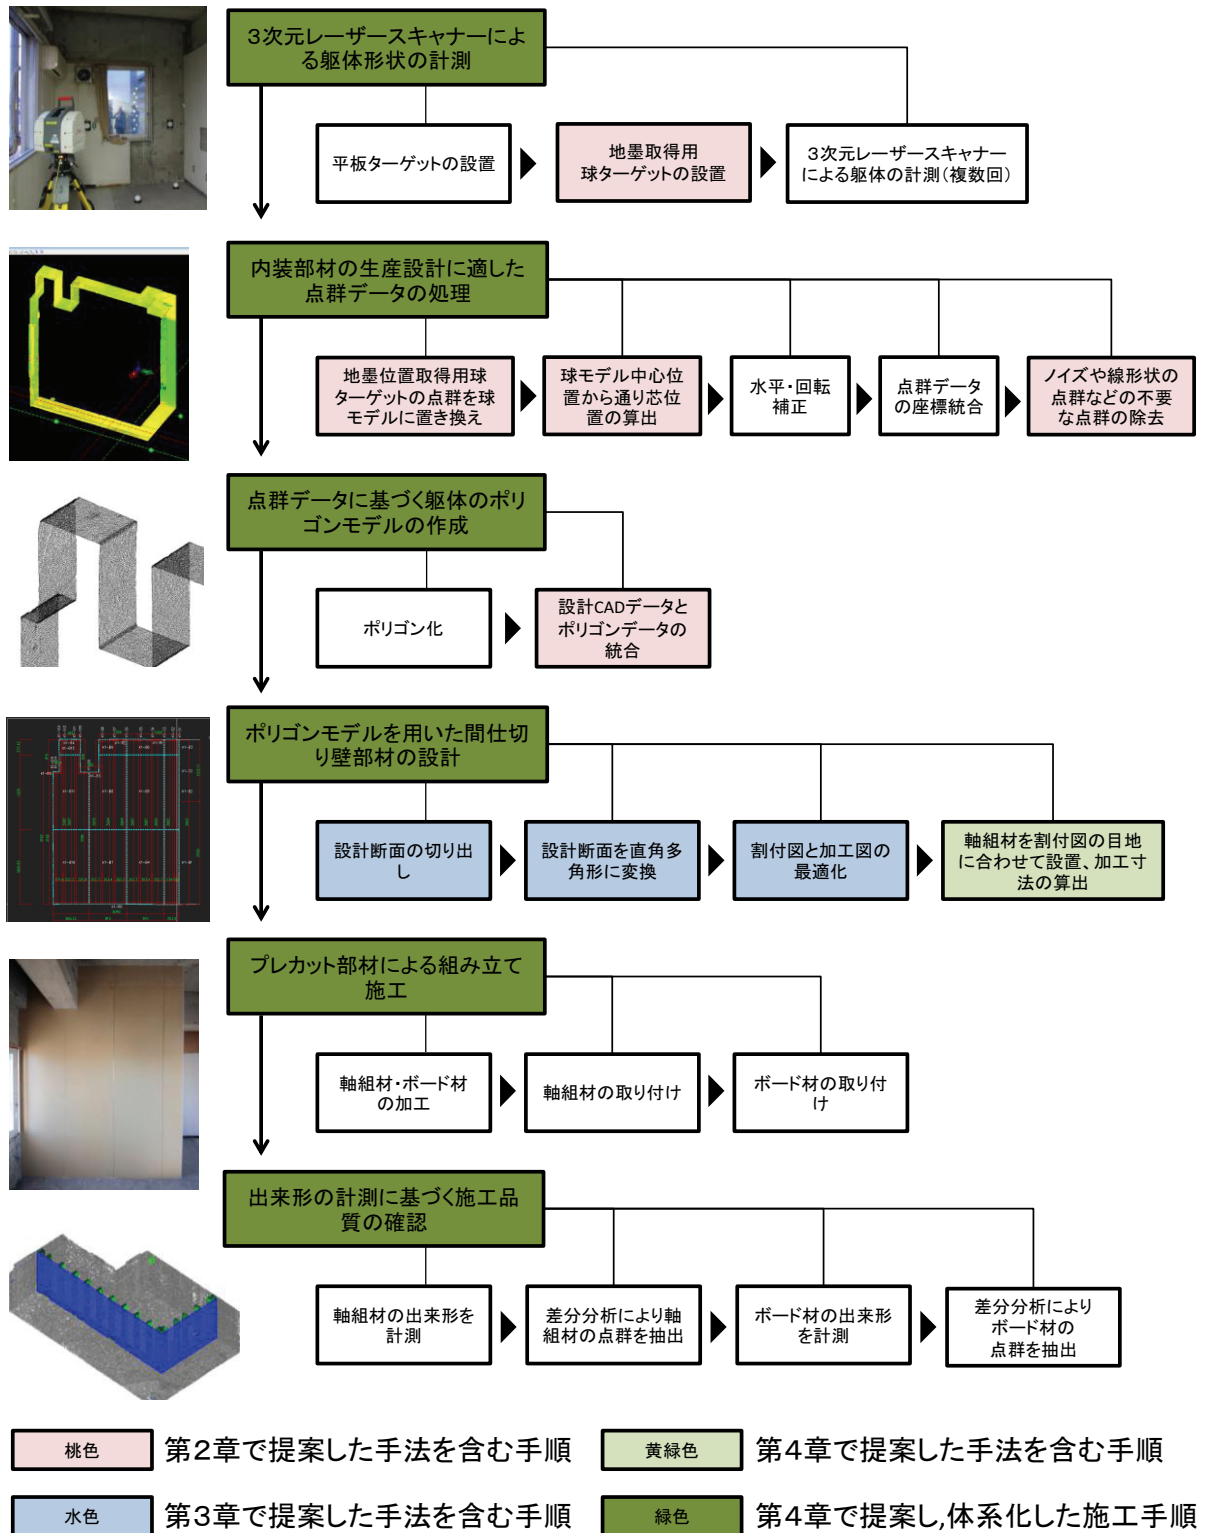 3次元レーザースキャナーによ
る躯体形状の計測
平板ターゲットの設置
地墨取得用
球ターゲットの設置
3次元レーザースキャナー
による躯体の計測(複数回)
内装部材の生産設計に適した
点群データの処理
地墨位置取得用球
ターゲットの点群を球
モデルに置き換え
球モデル中心位
置から通り芯位
置の算出
水平・回転
補正
点群データ
の座標統合
ノイズや線形状の
点群などの不要
な点群の除去
点群データに基づく躯体のポリ
ゴンモデルの作成
ポリゴン化
設計CADデータと
ポリゴンデータの
統合
ポリゴンモデルを用いた間仕切
り壁部材の設計
設計断面の切り出
し
設計断面を直角多
角形に変換
割付図と加工図の
最適化
軸組材を割付図の目地
に合わせて設置、加工寸
法の算出
プレカット部材による組み立て
施工
軸組材・ボード材
の加工
軸組材の取り付け
ボード材の取り付
け
出来形の計測に基づく施工品
質の確認
軸組材の出来形を
計測
差分分析により軸
組材の点群を抽出
ボード材の出来形
を計測
差分分析により
ボード材の
点群を抽出
桃色 第2章で提案した手法を含む手順
黄緑色 第4章で提案した手法を含む手順
水色 第3章で提案した手法を含む手順
緑色 第4章で提案し,体系化した施工手順